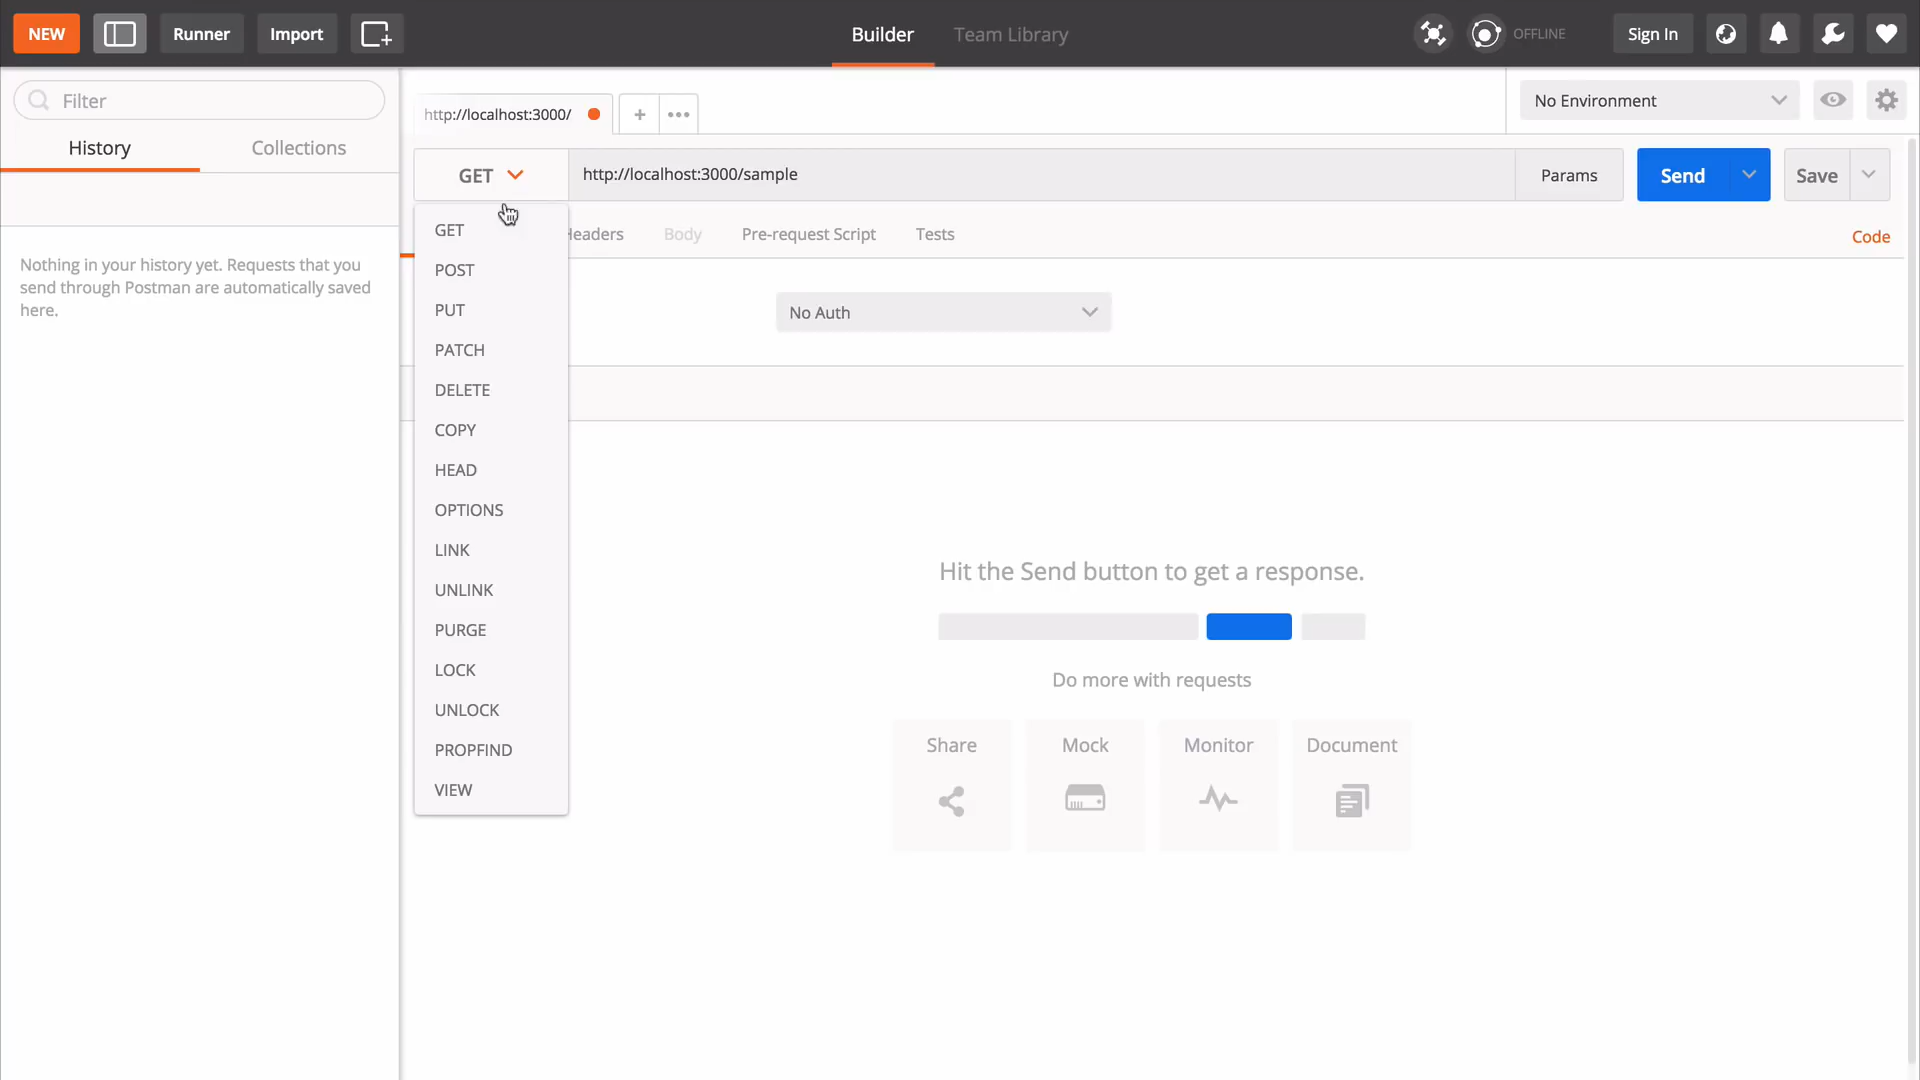 NEW
Runner
Import
Builder
Team Library
OFFLINE
Sign In
Filter
History
Collections
Nothing in your history yet. Requests that you
send through Postman are automatically saved
here.
http://localhost:3000/
+
No Environment
GET
http://localhost:3000/sample
Params
Send
Save
Headers
Body
Pre-request Script
Tests
Code
GET
POST
PUT
PATCH
DELETE
COPY
HEAD
OPTIONS
LINK
UNLINK
PURGE
LOCK
UNLOCK
PROPFIND
VIEW
No Auth
Hit the Send button to get a response.
Do more with requests
Share
Mock
Monitor
Document